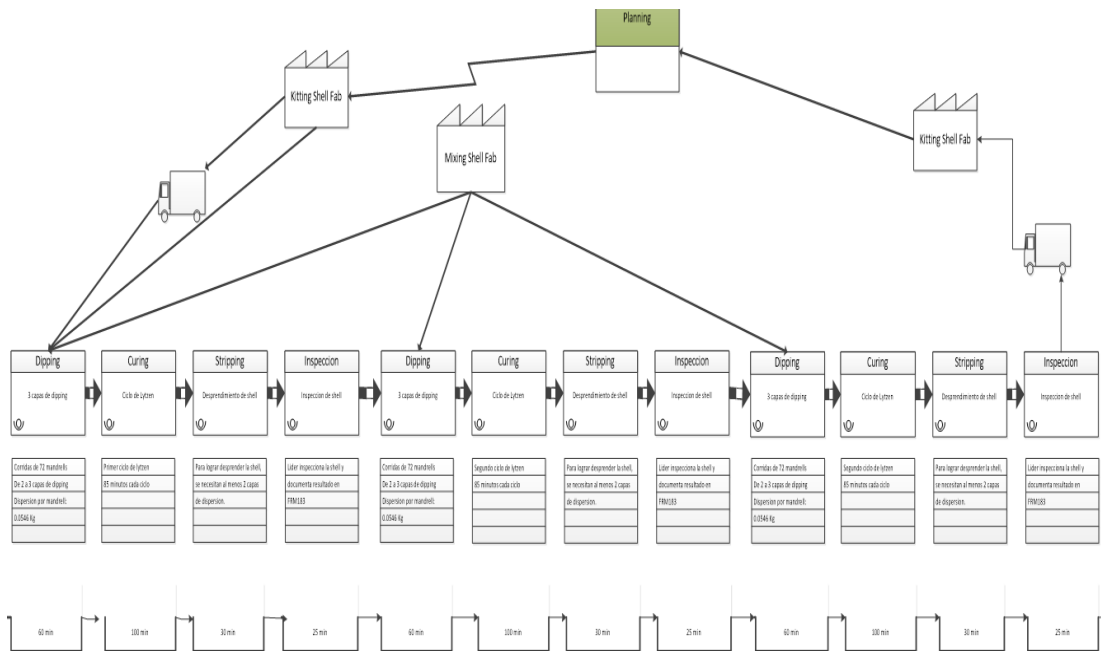 Planning
Kitting Shell Fab
Mixing Shell Fab
Kitting Shell Fab
Dipping
3 capas de dipping
Curing
Ciclo de Lytzen
Stripping
Desprendimiento de shell
Inspeccion
Inspeccion de shell
Dipping
3 capas de dipping
Curing
Ciclo de Lytzen
Stripping
Desprendimiento de shell
Inspeccion
Inspeccion de shell
Dipping
3 capas de dipping
Curing
Ciclo de Lytzen
Stripping
Desprendimiento de shell
Inspeccion
Inspeccion de shell
Corridas de 72 mandrells
De 2 a 3 capas de dipping
Dispersion por mandrell:
0.0546 Kg
Primer ciclo de lytzen
85 minutos cada ciclo
Para lograr desprender la shell,
se necesitan al menos 2 capas
de dispersion.
Lider inspecciona la shell y
documenta resultado en
FRM183
Corridas de 72 mandrells
De 2 a 3 capas de dipping
Dispersion por mandrell:
0.0546 Kg
Segundo ciclo de lytzen
85 minutos cada ciclo
Para lograr desprender la shell,
se necesitan al menos 2 capas
de dispersion.
Lider inspecciona la shell y
documenta resultado en
FRM183
Corridas de 72 mandrells
De 2 a 3 capas de dipping
Dispersion por mandrell:
0.0546 Kg
Segundo ciclo de lytzen
85 minutos cada ciclo
Para lograr desprender la shell,
se necesitan al menos 2 capas
de dispersion.
Lider inspecciona la shell y
documenta resultado en
FRM183
60 min
100 min
30 min
25 min
60 min
100 min
30 min
25 min
60 min
100 min
30 min
25 min